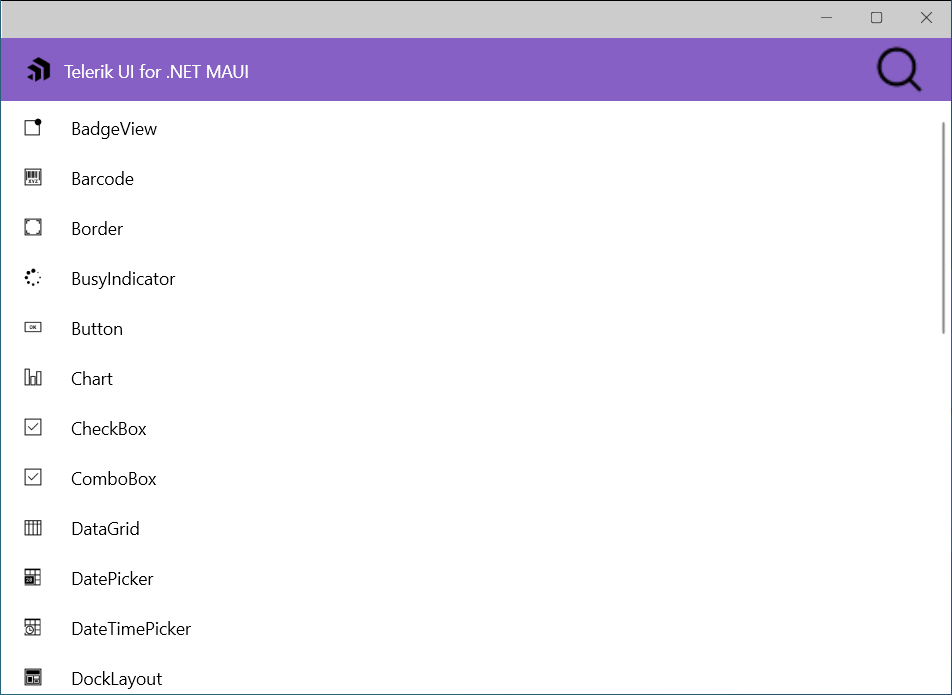 Telerik UI for .NET MAUI
BadgeView
Barcode
Border
BusyIndicator
Button
Chart
CheckBox
ComboBox
DataGrid
DatePicker
DateTimePicker
DockLayout